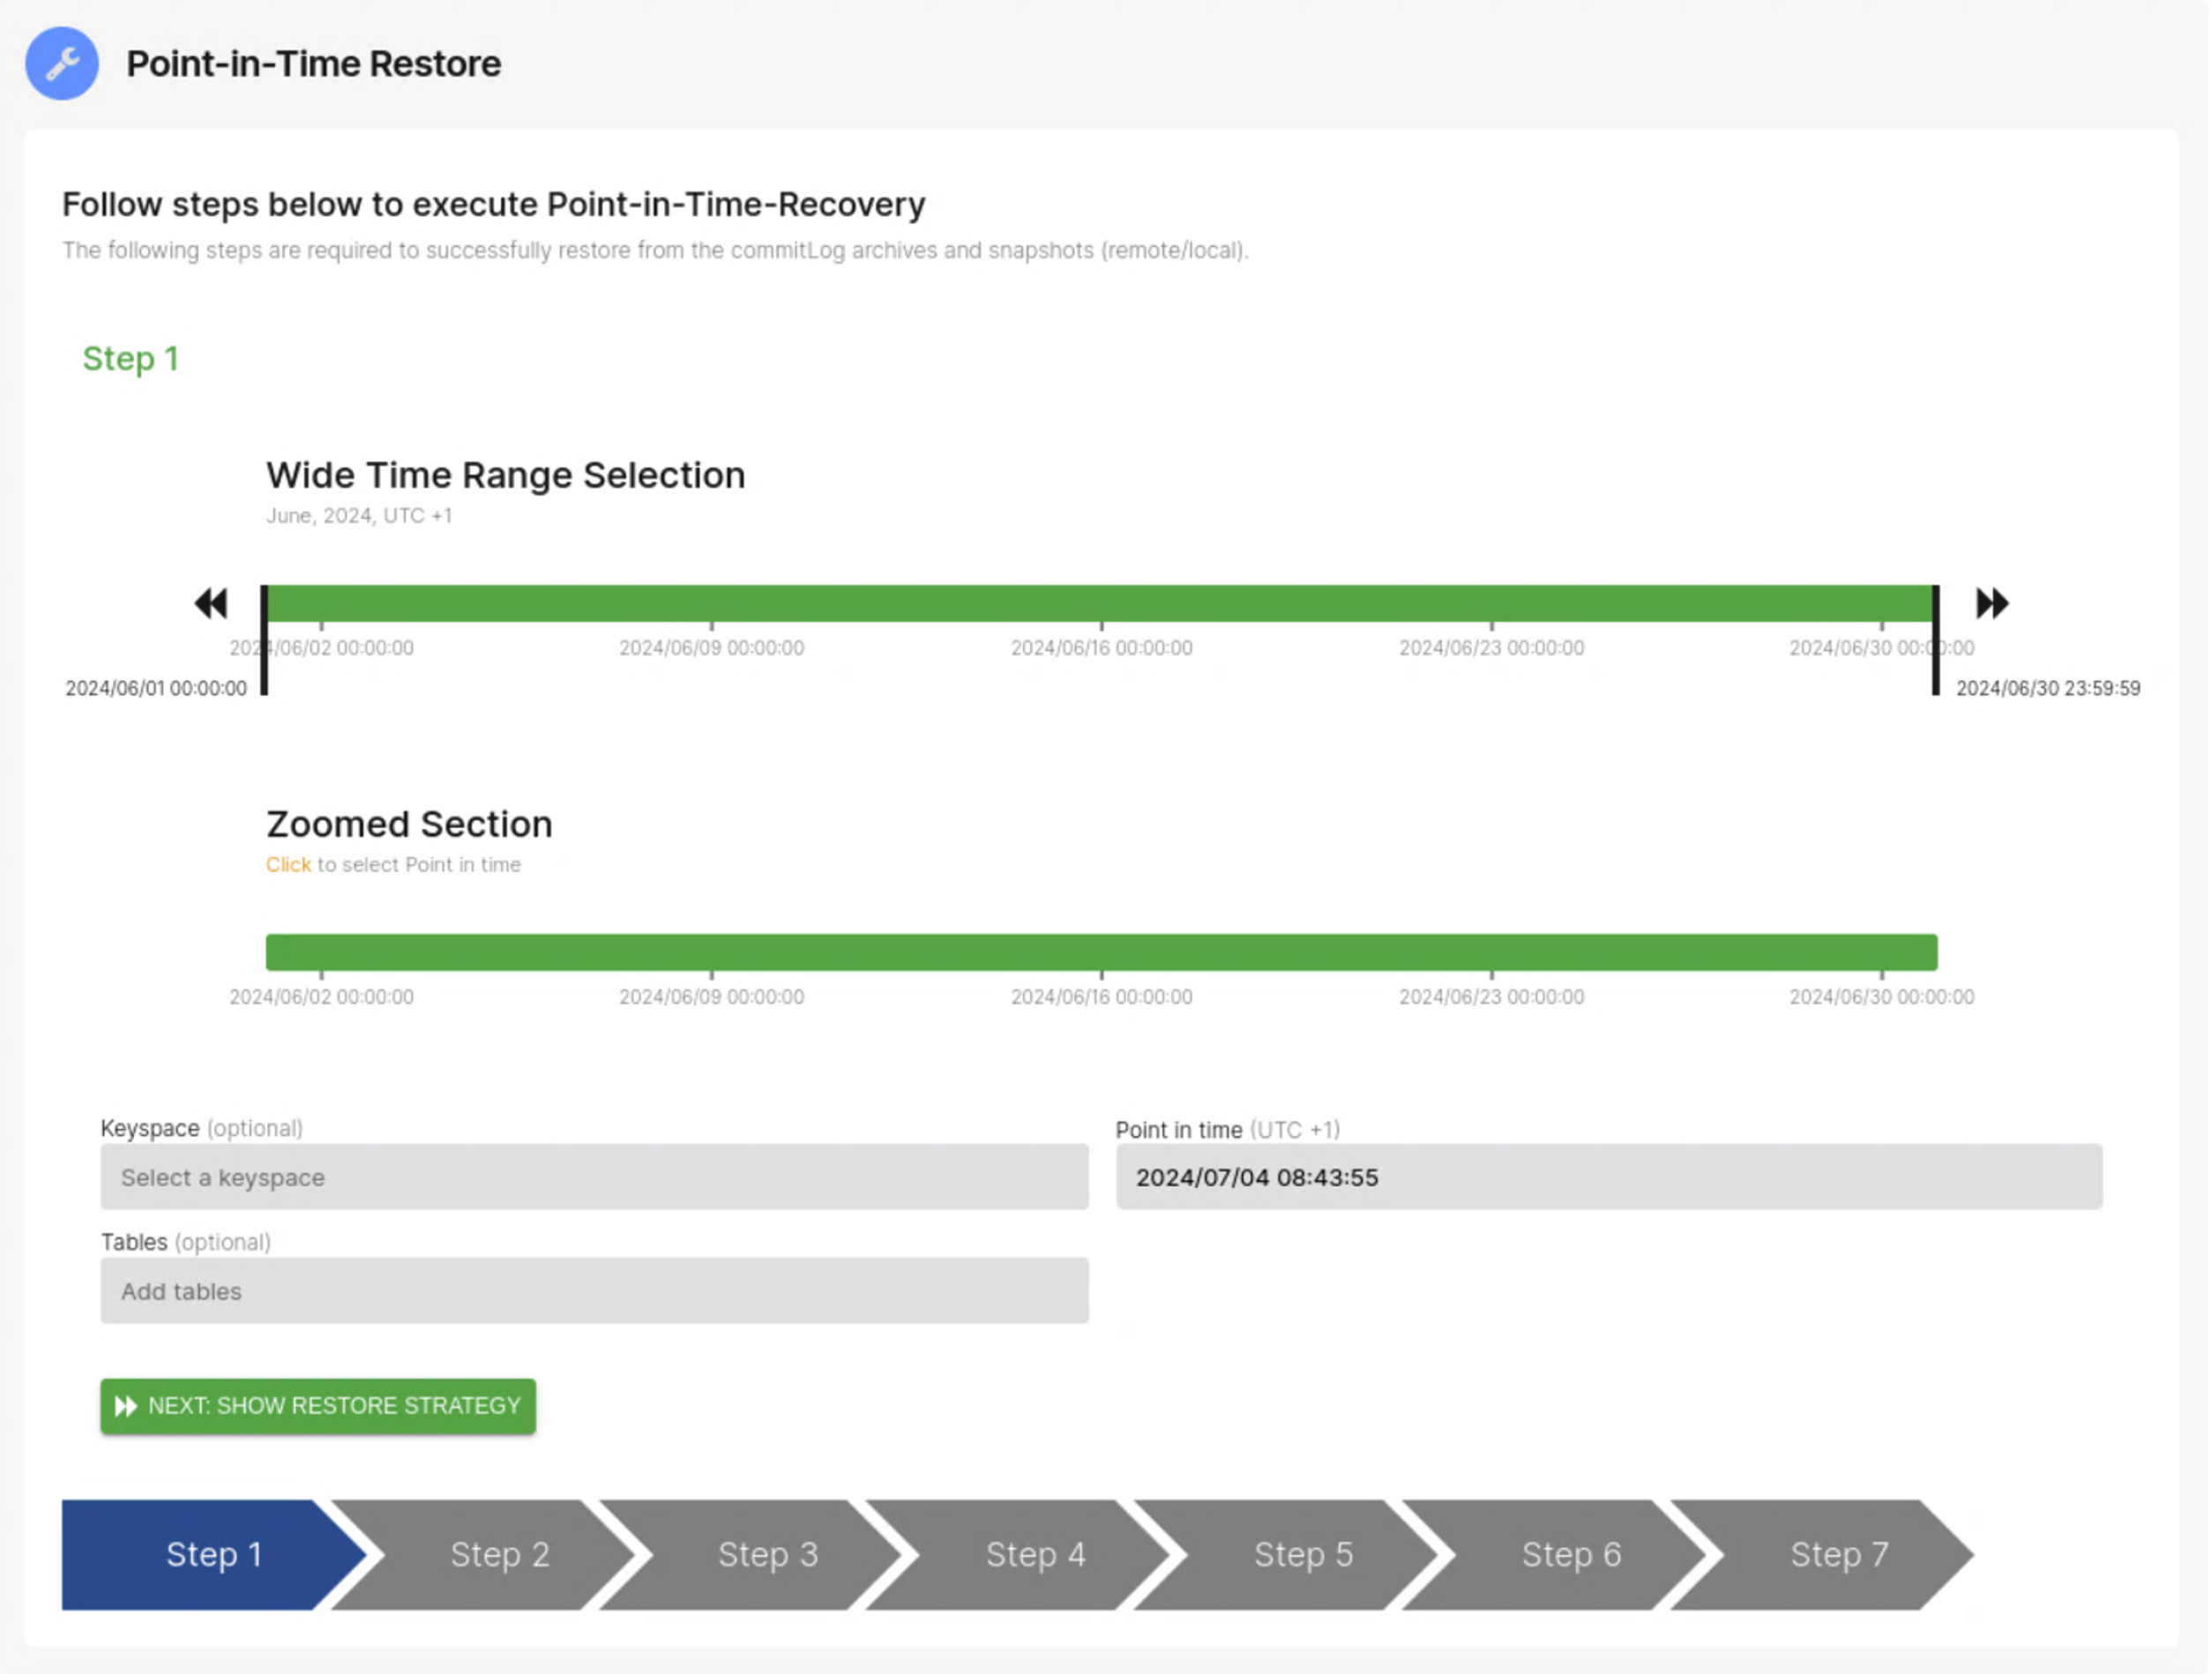 Point-in-Time Restore
Follow steps below to execute Point-in-Time-Recovery
The following steps are required to successfully restore from the commitLog archives and snapshots (remote/local).
Step 1
Wide Time Range Selection
June, 2024, UTC +1
2024/06/02 00:00:00 2024/06/09 00:00:00 2024/06/16 00:00:00 2024/06/23 00:00:00 2024/06/30 00:00:00
2024/06/01 00:00:00 2024/06/30 23:59:59
Zoomed Section
Click to select Point in time
2024/06/02 00:00:00 2024/06/09 00:00:00 2024/06/16 00:00:00 2024/06/23 00:00:00 2024/06/30 00:00:00
Keyspace (optional)
Select a keyspace
Point in time (UTC +1)
2024/07/04 08:43:55
Tables (optional)
Add tables
NEXT: SHOW RESTORE STRATEGY
Step 1 Step 2 Step 3 Step 4 Step 5 Step 6 Step 7